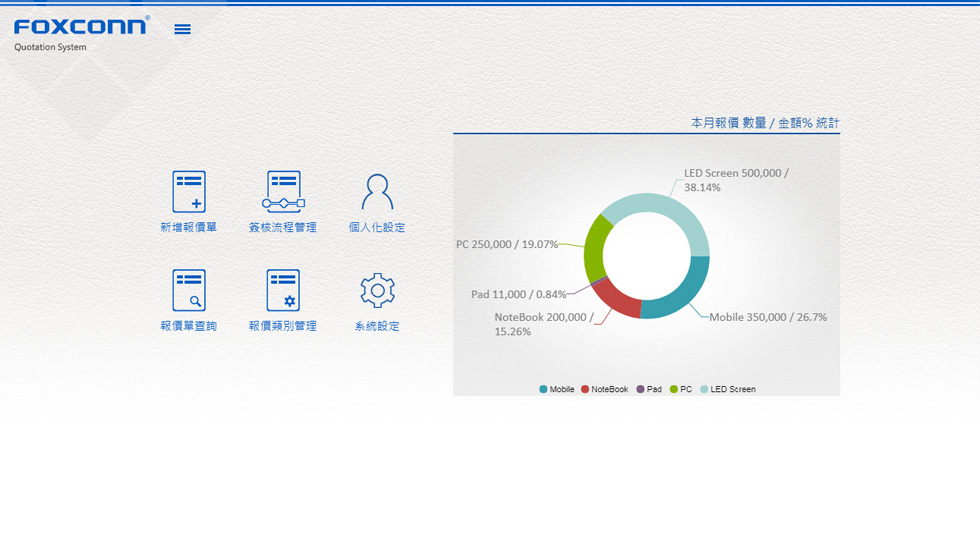 FOXCONN®
Quotation System
本月報價 數量 / 金額% 統計
新增報價單
簽核流程管理
個人化設定
報價單查詢
報價類別管理
系統設定
LED Screen 500,000 /
38.14%
PC 250,000 / 19.07%
Pad 11,000 / 0.84%
NoteBook 200,000 /
15.26%
Mobile 350,000 / 26.7%
Mobile NoteBook Pad PC LED Screen